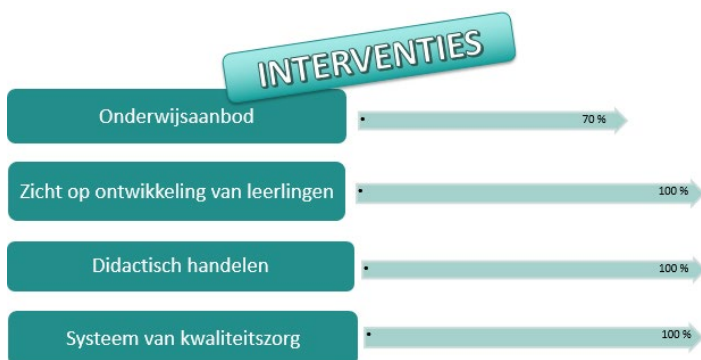 INTERVENTIES
Onderwijsaanbod
• 70 %
Zicht op ontwikkeling van leerlingen
• 100 %
Didactisch handelen
• 100 %
Systeem van kwaliteitszorg
• 100 %